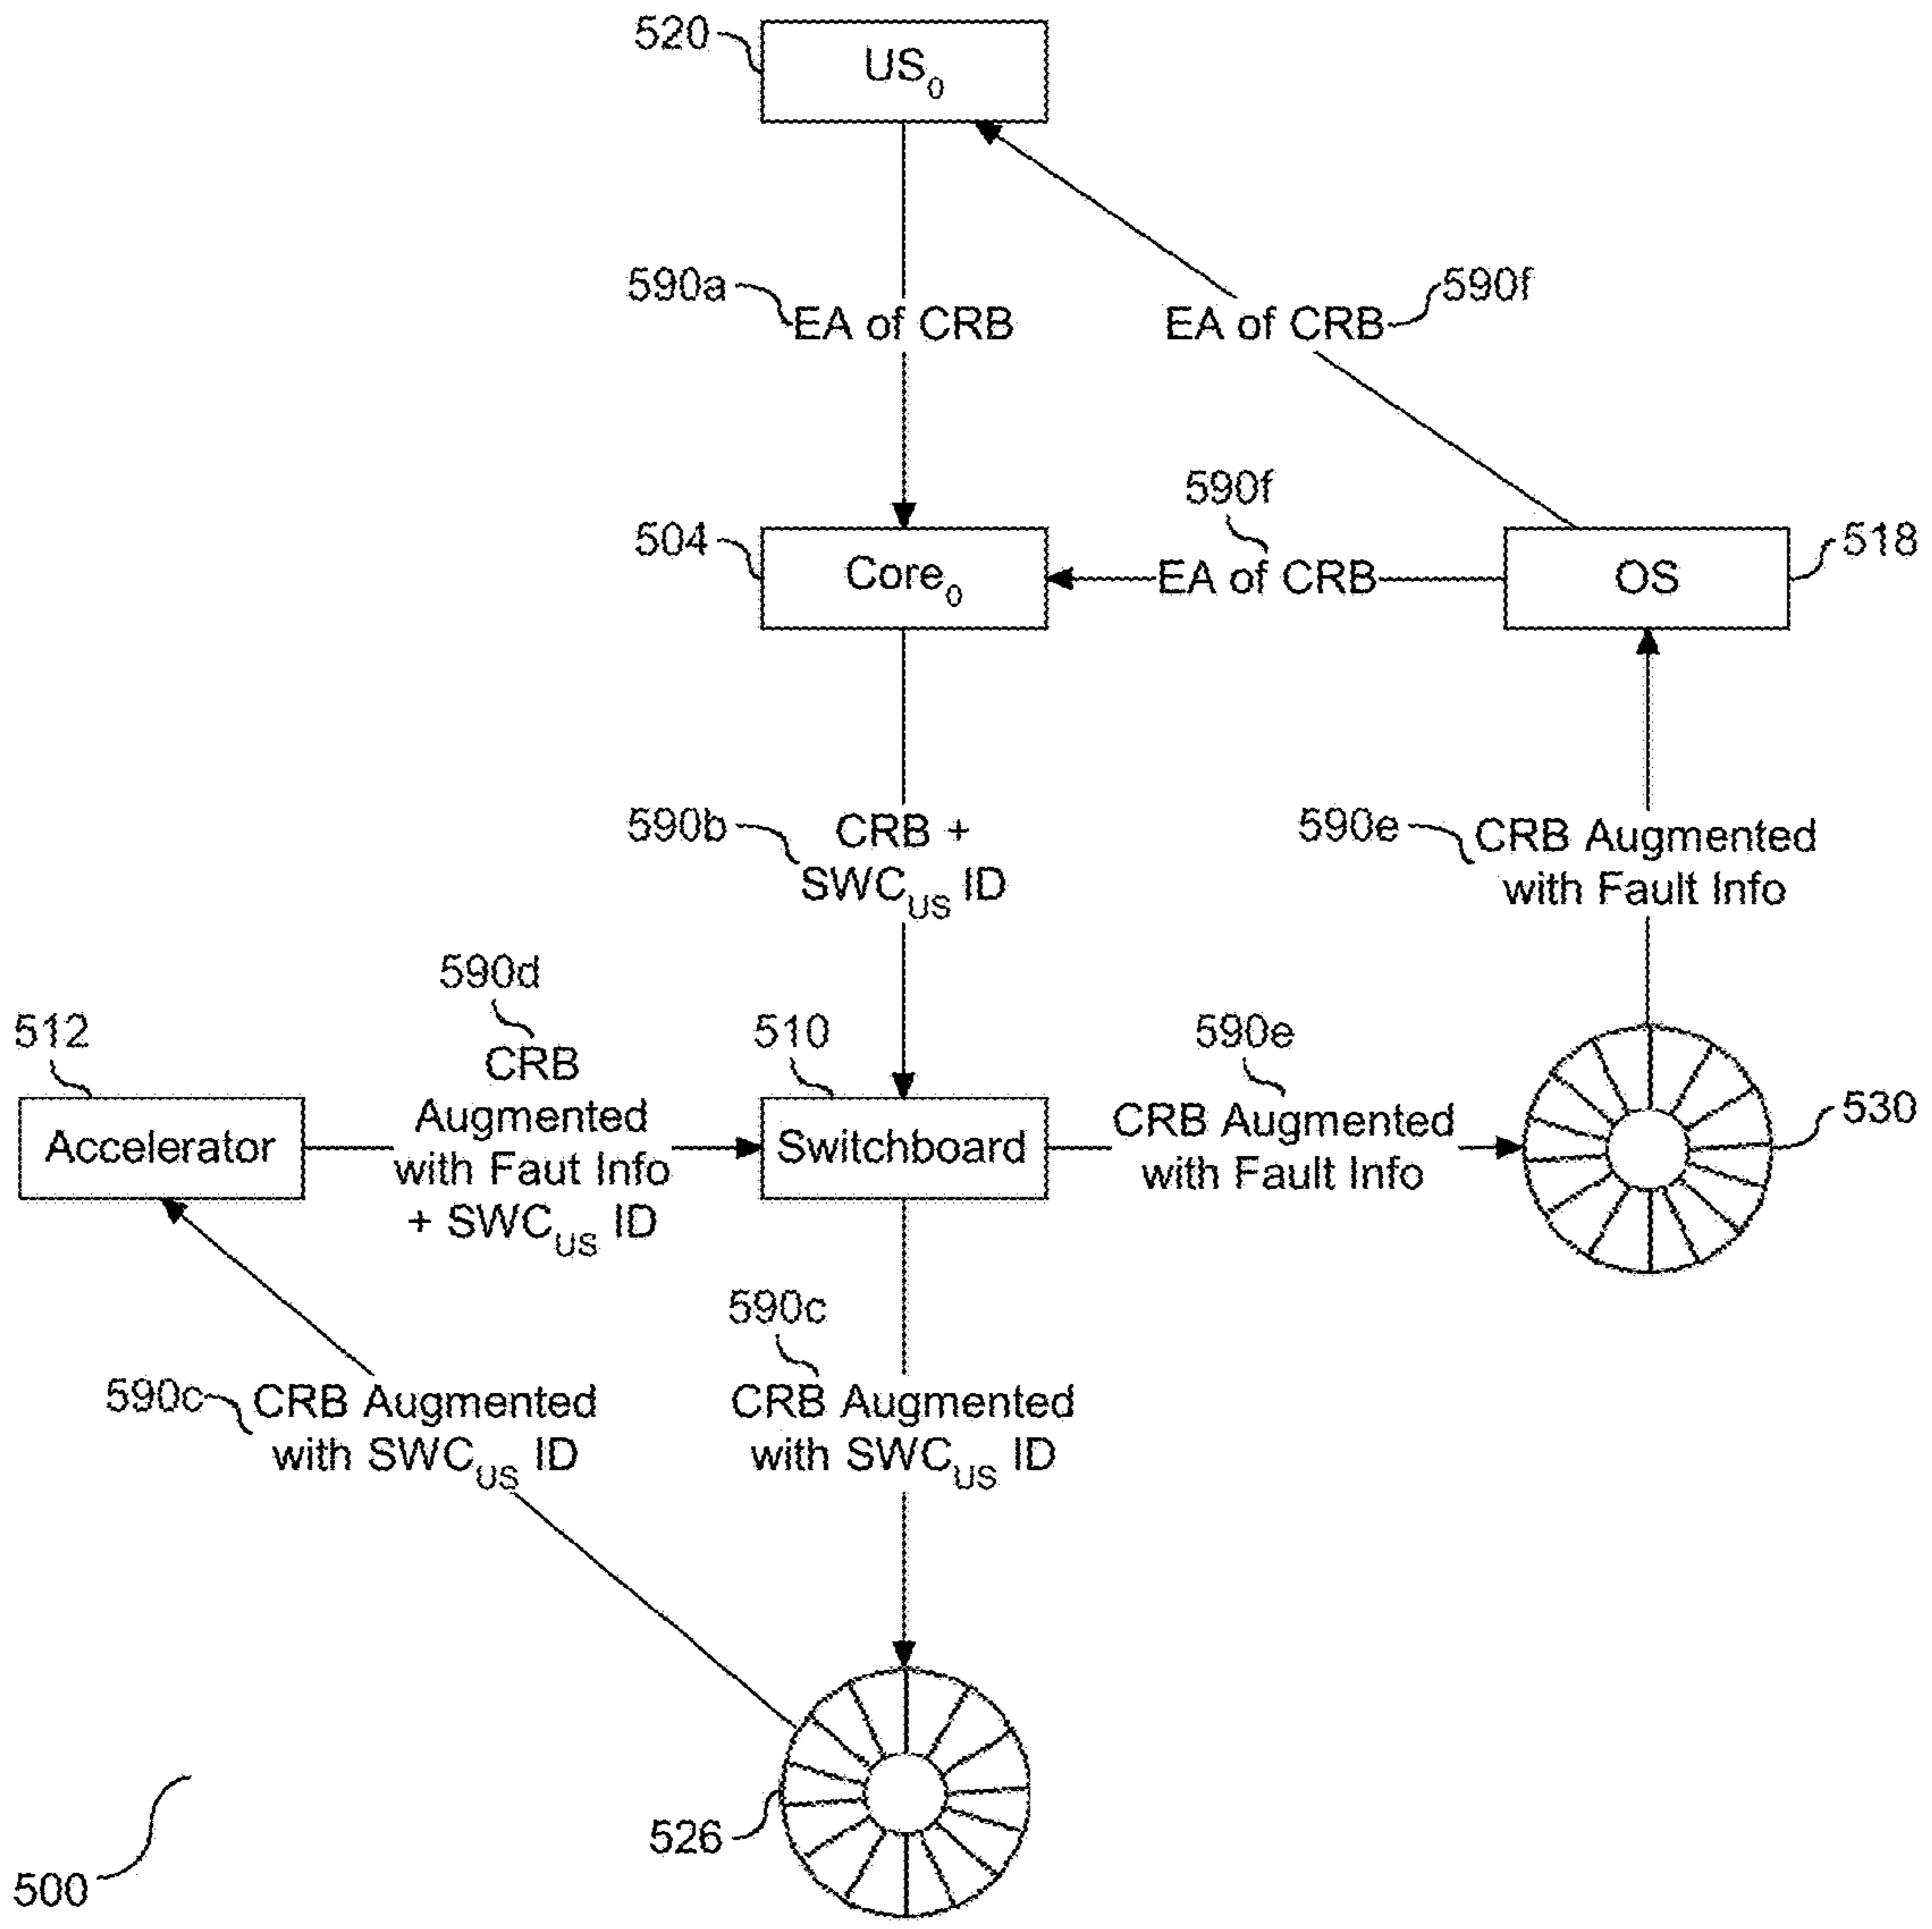 520
US0
590a
EA of CRB
EA of CRB
590f
590f
504
Core0
EA of CRB
OS
518
590b
CRB +
SWCUS ID
590e
CRB Augmented
with Fault Info
590d
512
CRB
Augmented
with Faut Info
+ SWCUS ID
Accelerator
510
Switchboard
590e
CRB Augmented
with Fault Info
530
590c
CRB Augmented
with SWCUS ID
590c
CRB Augmented
with SWCUS ID
526
500